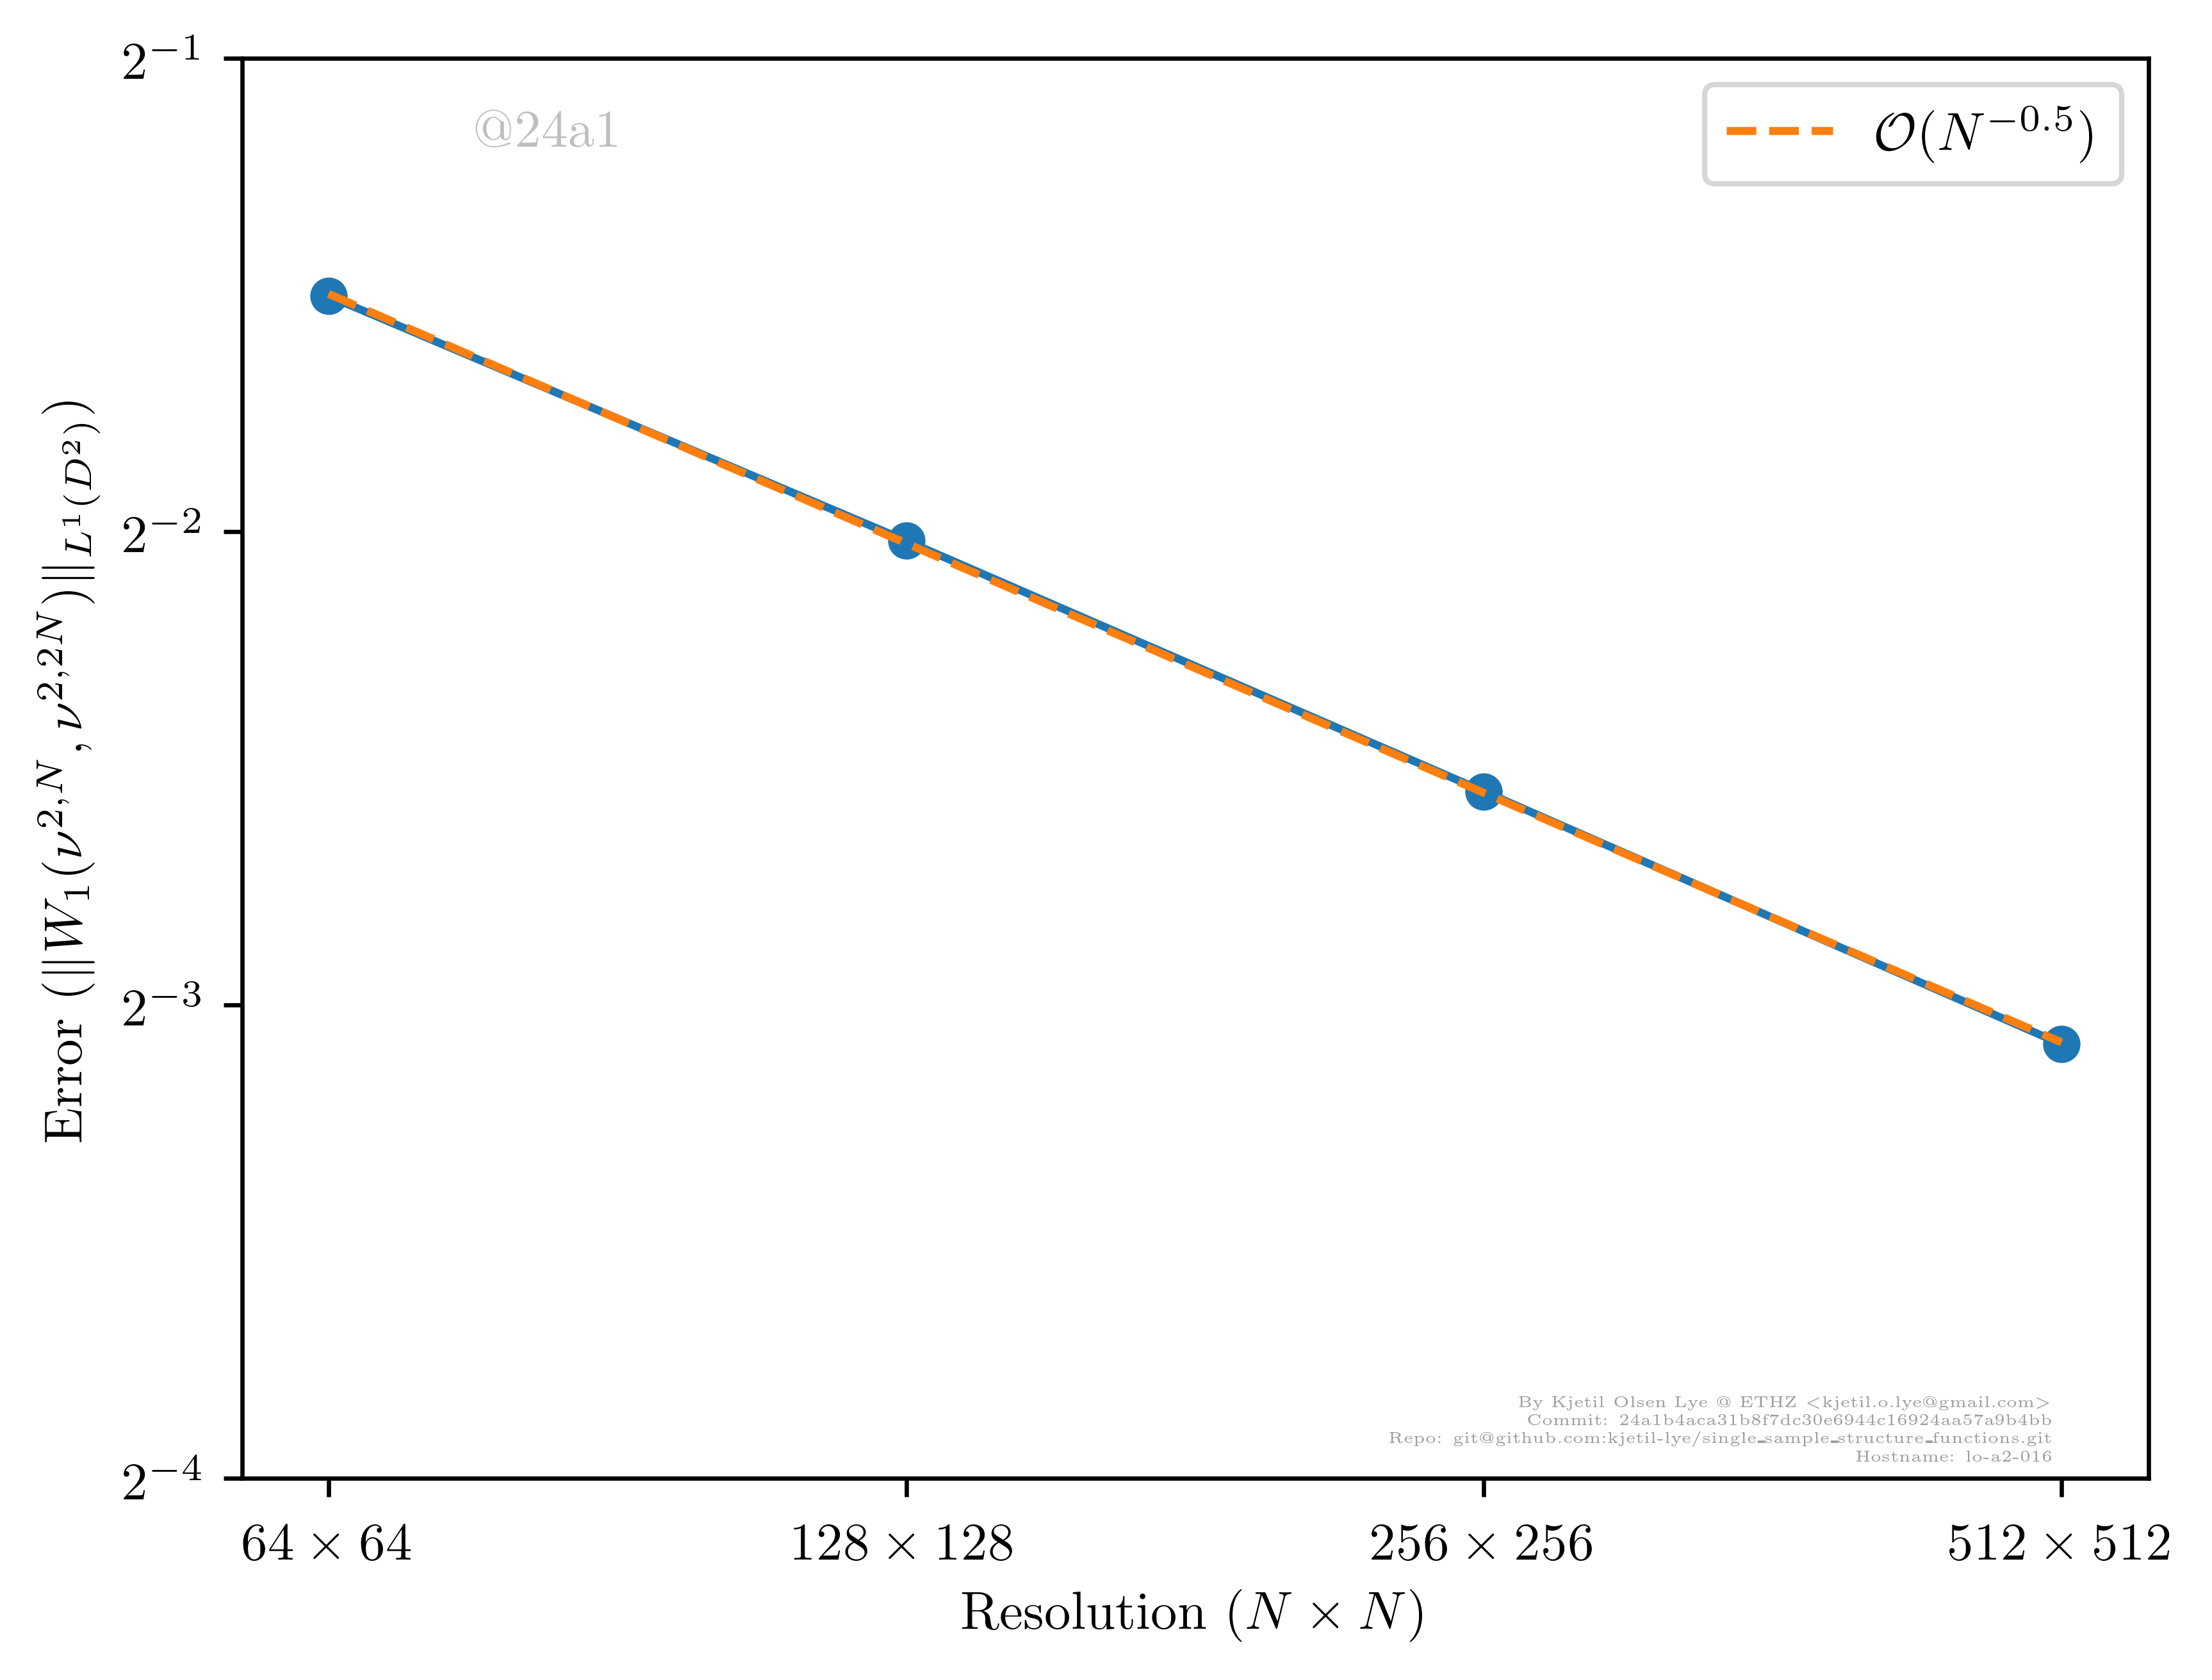 @24a1
𝒪(N^{-0.5})
2^{-1}
2^{-2}
2^{-3}
2^{-4}
Error (||W_1(ν^{2,N}, ν^{2,2N})||_{L^1(D^2)})
By Kjetil Olsen Lye @ ETHZ <kjetil.o.lye@gmail.com>
Commit: 24a1b4aca31b8f7dc30e6944c16924aa57a9b4bb
Repo: git@github.com:kjetil-lye/single_sample_structure_functions.git
Hostname: lo-a2-016
64 × 64 128 × 128 256 × 256 512 × 512
Resolution (N × N)